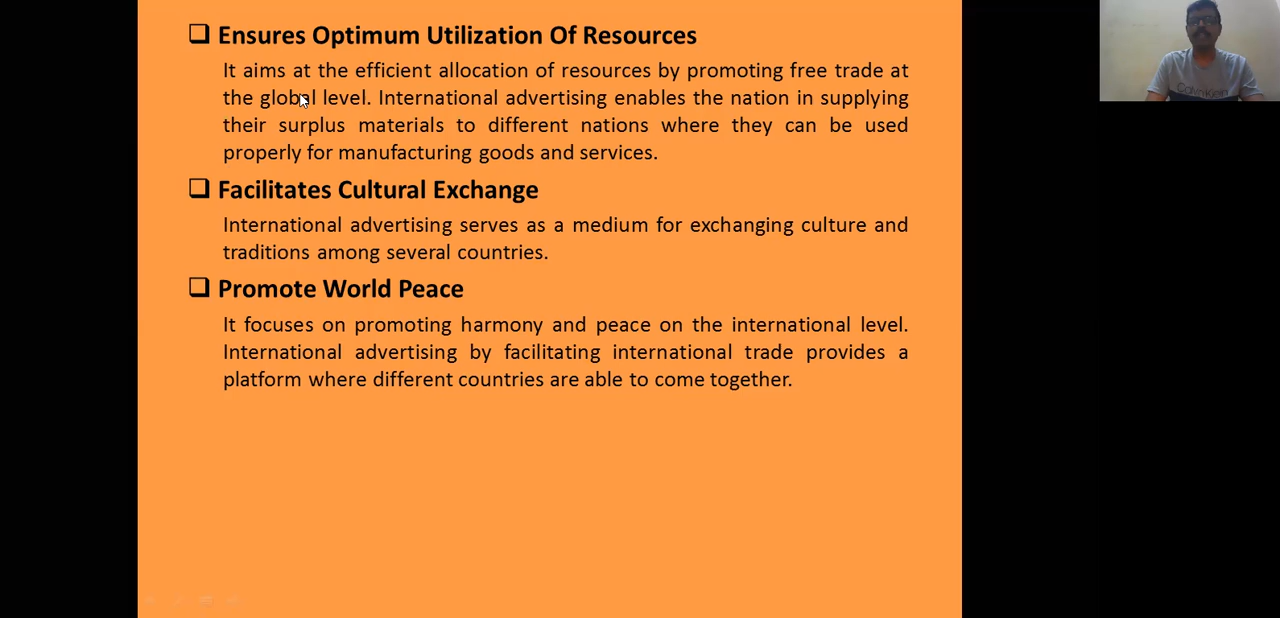 Ensures Optimum Utilization Of Resources
It aims at the efficient allocation of resources by promoting free trade at
the global level. International advertising enables the nation in supplying
their surplus materials to different nations where they can be used
properly for manufacturing goods and services.
Facilitates Cultural Exchange
International advertising serves as a medium for exchanging culture and
traditions among several countries.
Promote World Peace
It focuses on promoting harmony and peace on the international level.
International advertising by facilitating international trade provides a
platform where different countries are able to come together.
Calvin Klein